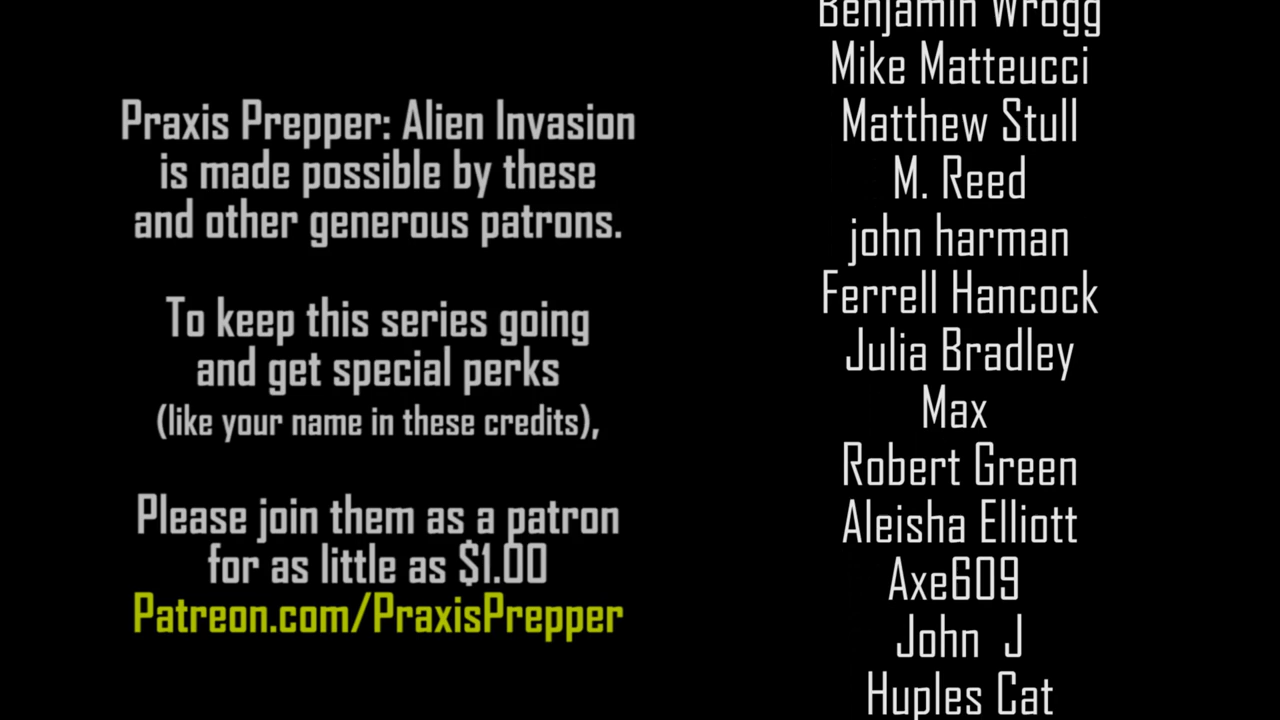 Praxis Prepper: Alien Invasion
is made possible by these
and other generous patrons.
To keep this series going
and get special perks
(like your name in these credits),
Please join them as a patron
for as little as $1.00
Patreon.com/PraxisPrepper
Benjamin Wrogg
Mike Matteucci
Matthew Stull
M. Reed
john harman
Ferrell Hancock
Julia Bradley
Max
Robert Green
Aleisha Elliott
Axe609
John  J
Huples Cat